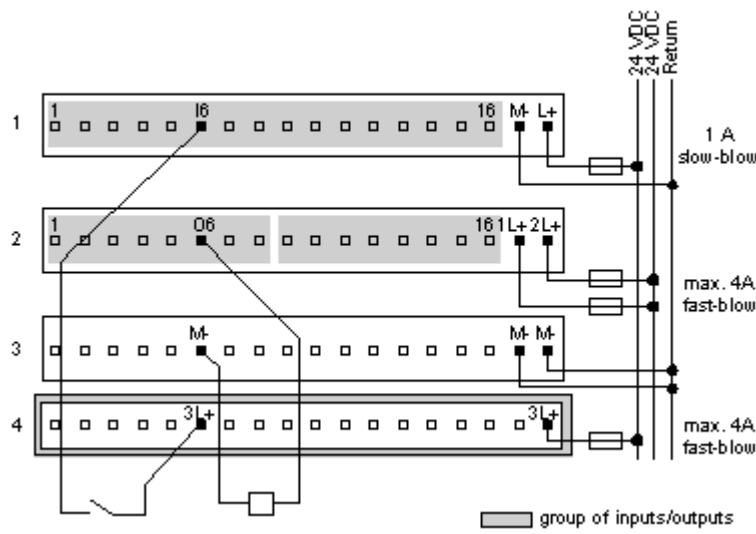 24 VDC
24 VDC
Return
1
1
I6
16
M-
L+
1 A
slow-blow
2
1
O6
16
1L+
2L+
max. 4A
fast-blow
3
M-
M-
M-
4
3L+
3L+
max. 4A
fast-blow
group of inputs/outputs